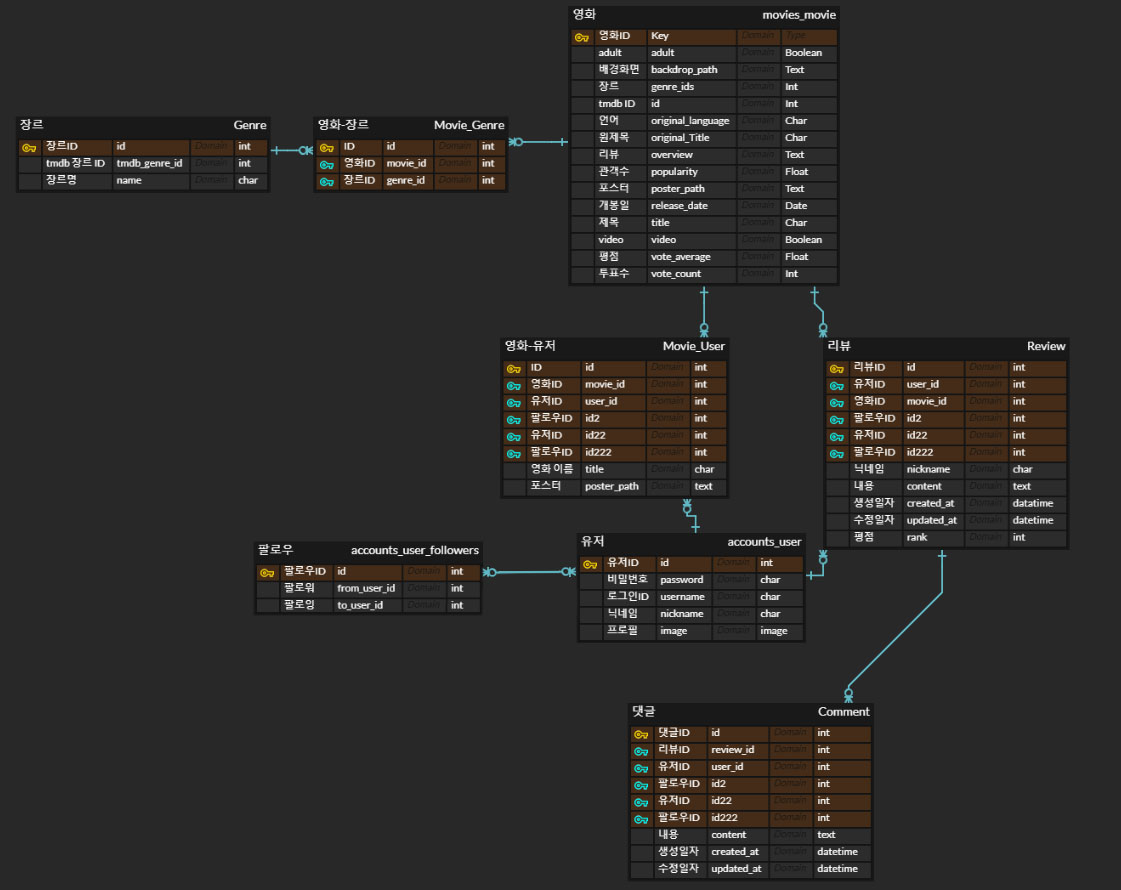 영화 movies_movie
영화ID Key Domain Type
adult adult Domain Boolean
배경화면 backdrop_path Domain Text
장르 genre_ids Domain Int
tmdb ID id Domain Int
언어 original_language Domain Char
원제목 original_Title Domain Char
리뷰 overview Domain Text
관객수 popularity Domain Float
포스터 poster_path Domain Text
개봉일 release_date Domain Date
제목 title Domain Char
video video Domain Boolean
평점 vote_average Domain Float
투표수 vote_count Domain Int
장르 Genre
장르ID id Domain int
tmdb 장르 ID tmdb_genre_id Domain int
장르명 name Domain char
영화-장르 Movie_Genre
ID id Domain int
영화ID movie_id Domain int
장르ID genre_id Domain int
영화-유저 Movie_User
ID id Domain int
영화ID movie_id Domain int
유저ID user_id Domain int
팔로우ID id2 Domain int
유저ID id22 Domain int
팔로우ID id222 Domain int
영화 이름 title Domain char
포스터 poster_path Domain text
리뷰 Review
리뷰ID id Domain int
유저ID user_id Domain int
영화ID movie_id Domain int
팔로우ID id2 Domain int
유저ID id22 Domain int
팔로우ID id222 Domain int
닉네임 nickname Domain char
내용 content Domain text
생성일자 created_at Domain datatime
수정일자 updated_at Domain datetime
평점 rank Domain int
팔로우 accounts_user_followers
팔로우ID id Domain int
팔로워 from_user_id Domain int
팔로잉 to_user_id Domain int
유저 accounts_user
유저ID id Domain int
비밀번호 password Domain char
로그인ID username Domain char
닉네임 nickname Domain char
프로필 image Domain image
댓글 Comment
댓글ID id Domain int
리뷰ID review_id Domain int
유저ID user_id Domain int
팔로우ID id2 Domain int
유저ID id22 Domain int
팔로우ID id222 Domain int
내용 content Domain text
생성일자 created_at Domain datetime
수정일자 updated_at Domain datetime